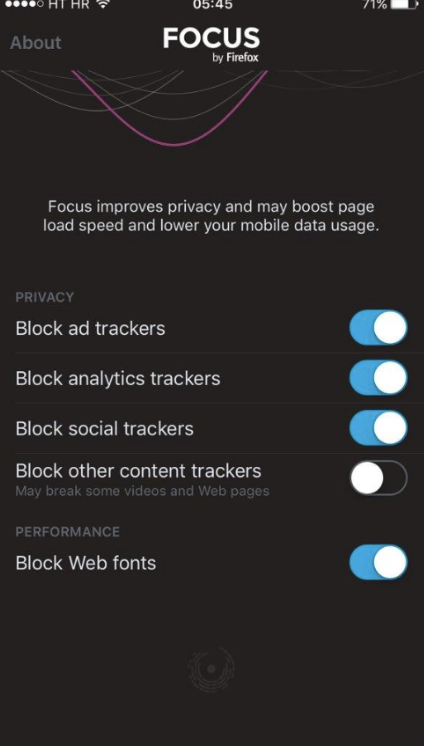 HT HR 05:45 71%
About FOCUS
by Firefox
Focus improves privacy and may boost page
load speed and lower your mobile data usage.
PRIVACY
Block ad trackers
Block analytics trackers
Block social trackers
Block other content trackers
May break some videos and Web pages
PERFORMANCE
Block Web fonts